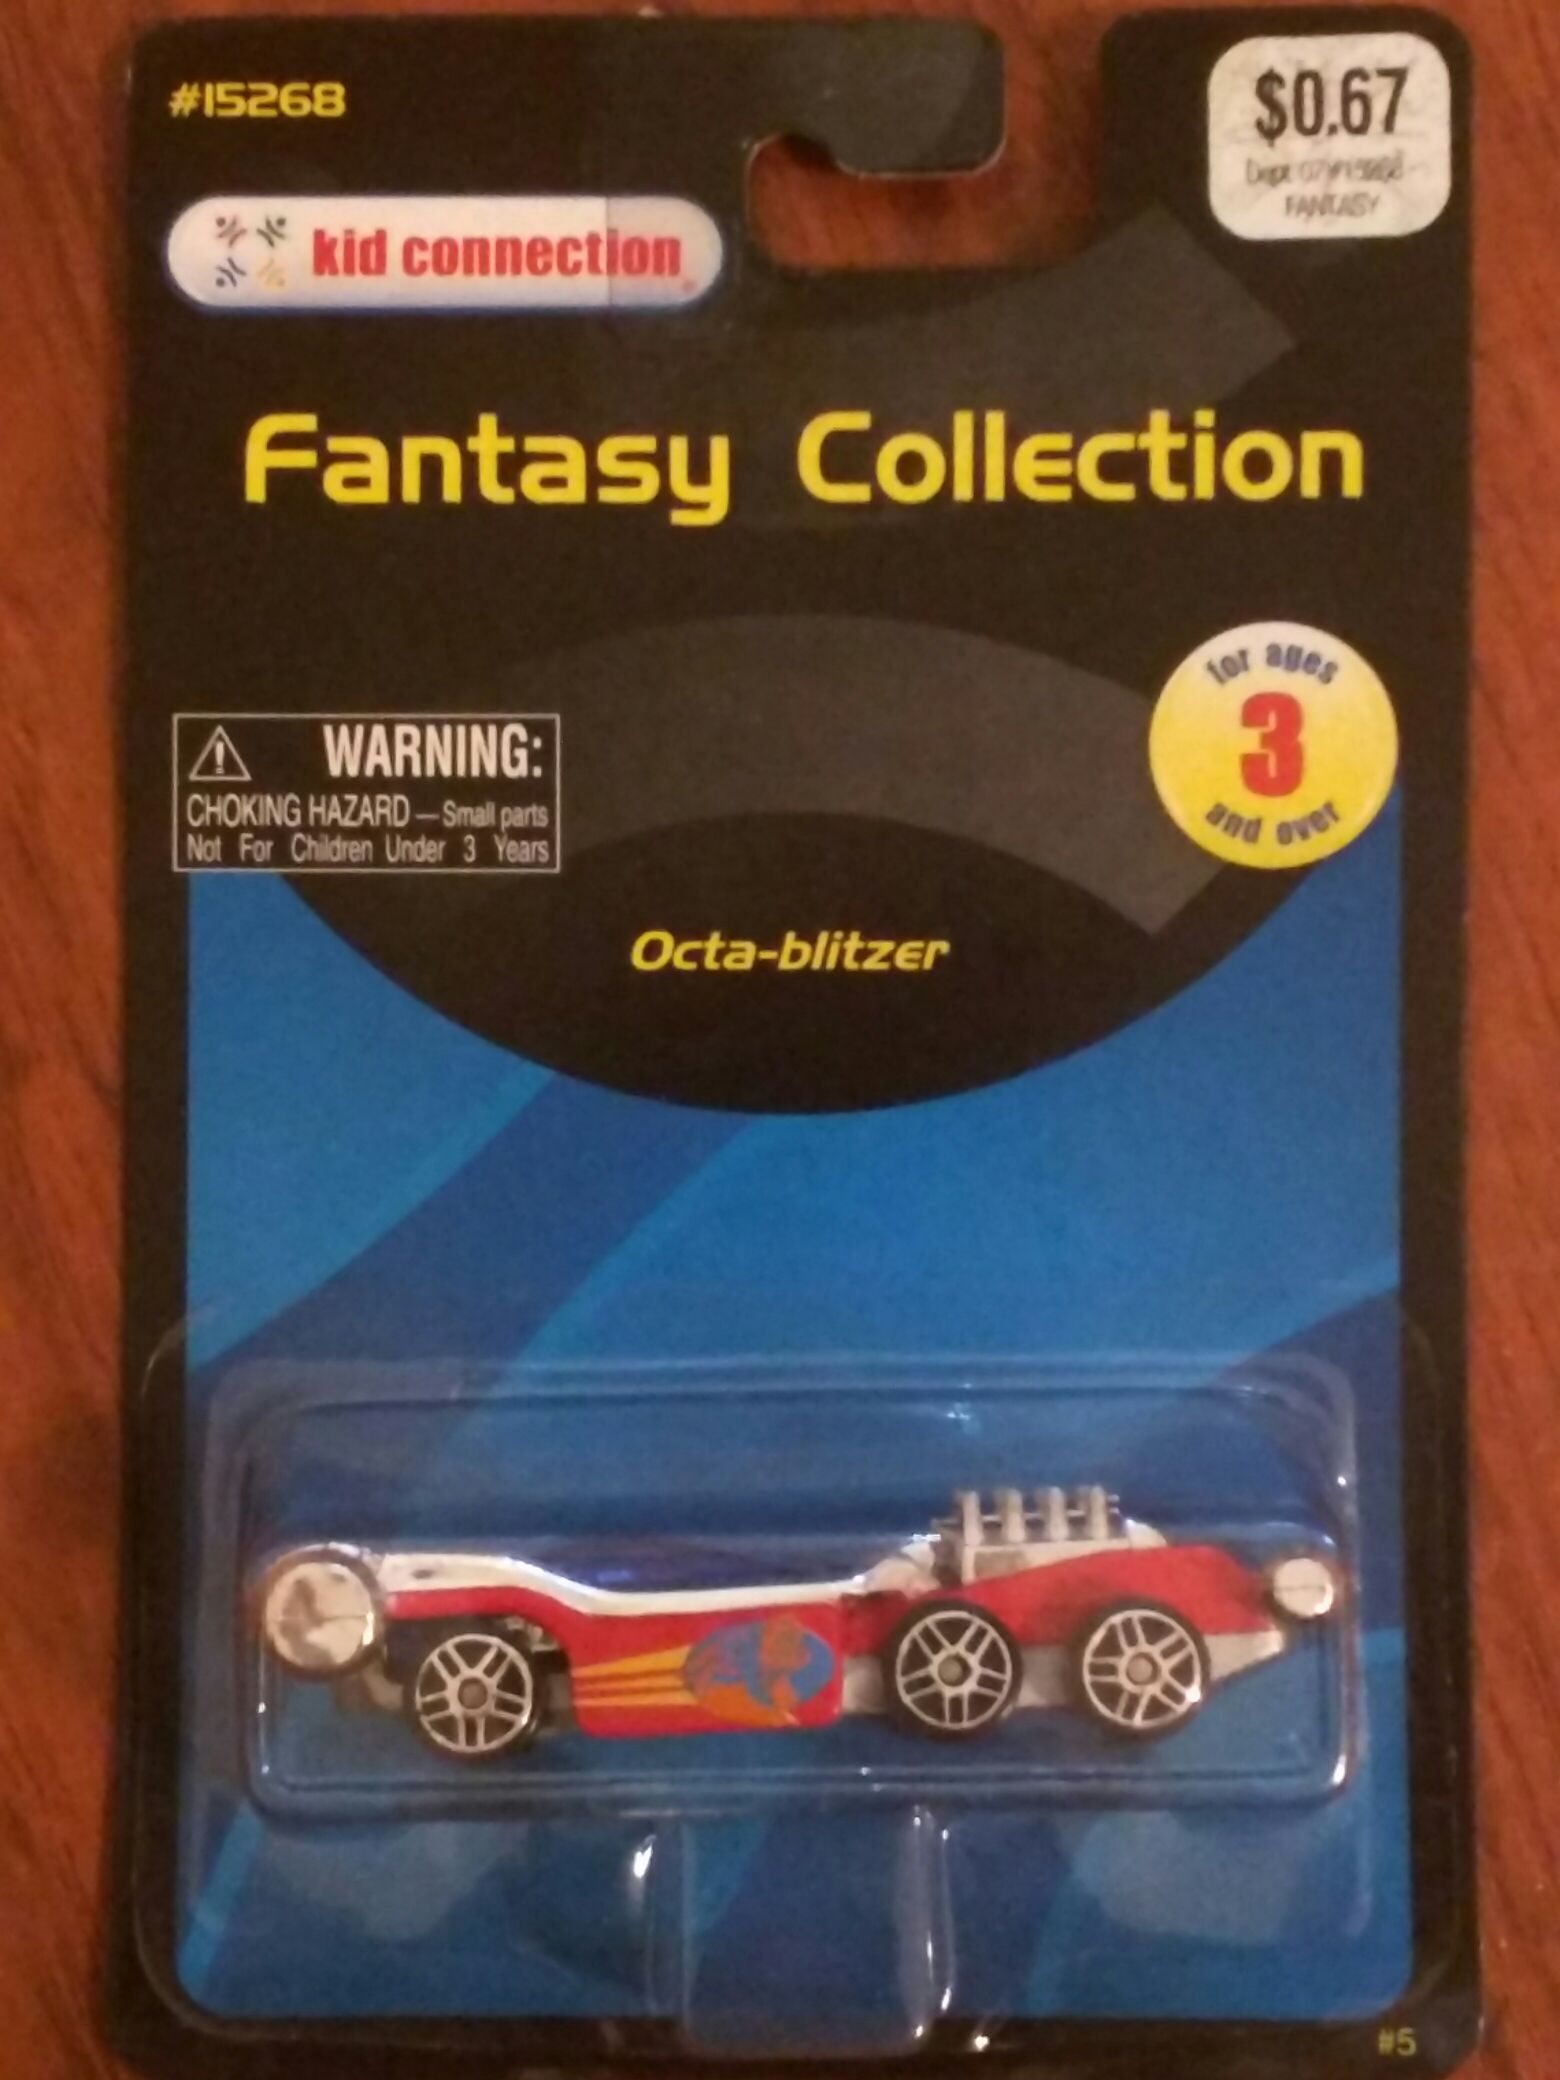 #15268
$0.67
FANTASY
kid connection
Fantasy Collection
for ages
3
and over
WARNING:
CHOKING HAZARD — Small parts
Not For Children Under 3 Years
Octa-blitzer
#5